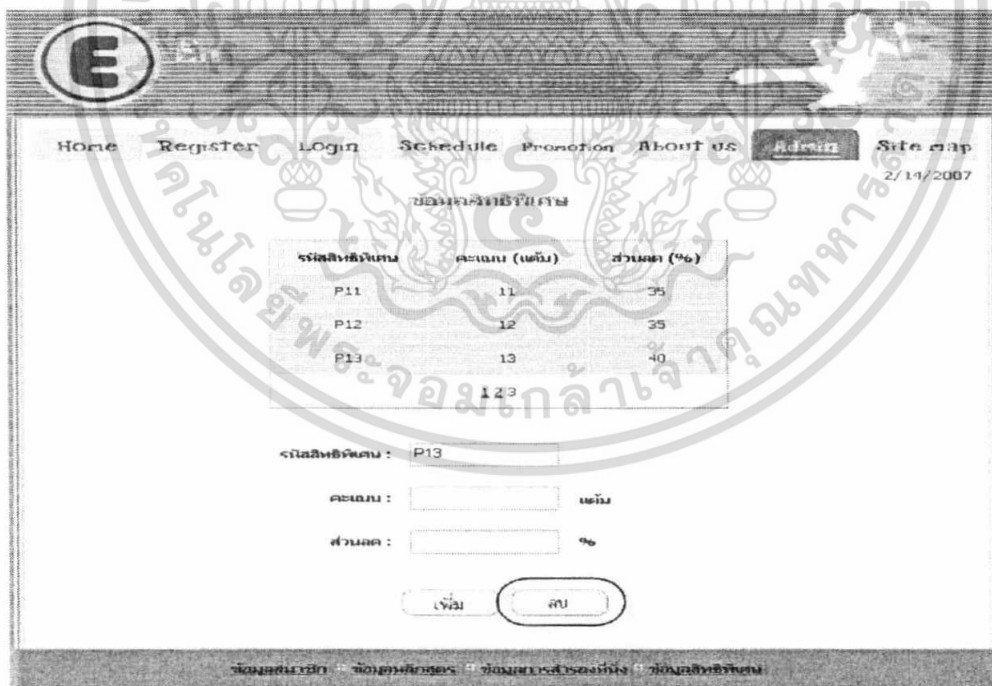 E
Home Register Login Schedule Promotion About us Admin Site map
2/14/2007
ข้อมูลสิทธิพิเศษ
รหัสสิทธิพิเศษ คะแนน (แต้ม) ส่วนลด (%)
P11 11 35
P12 12 35
P13 13 40
1 2 3
รหัสสิทธิพิเศษ : P13
คะแนน : แต้ม
ส่วนลด : %
เพิ่ม ลบ
ข้อมูลสมาชิก ข้อมูลหลักสูตร ข้อมูลการสำรองที่นั่ง ข้อมูลสิทธิพิเศษ